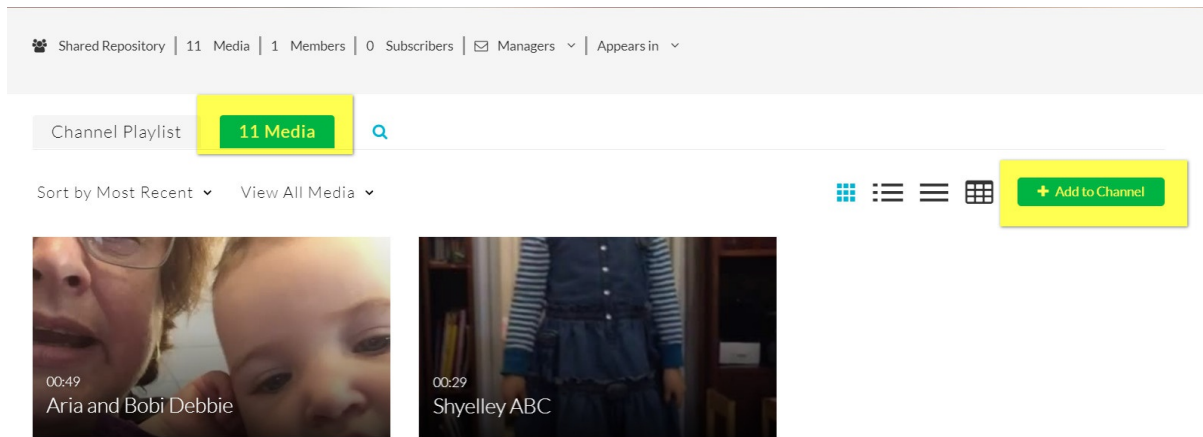 Shared Repository | 11 Media | 1 Members | 0 Subscribers | Managers | Appears in
Channel Playlist 11 Media
Sort by Most Recent View All Media + Add to Channel
00:49
Aria and Bobi Debbie
00:29
Shyelley ABC